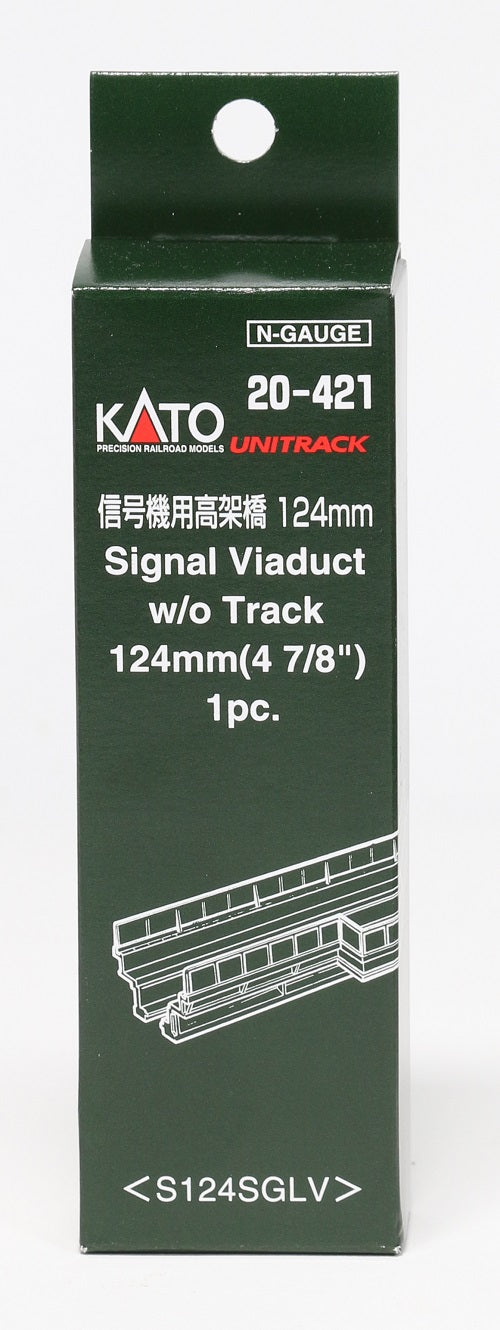 N-GAUGE
20-421
KATO
PRECISION RAILROAD MODELS
UNITRACK
信号機用高架橋 124mm
Signal Viaduct
w/o Track
124mm(4 7/8")
1pc.
<S124SGLV>